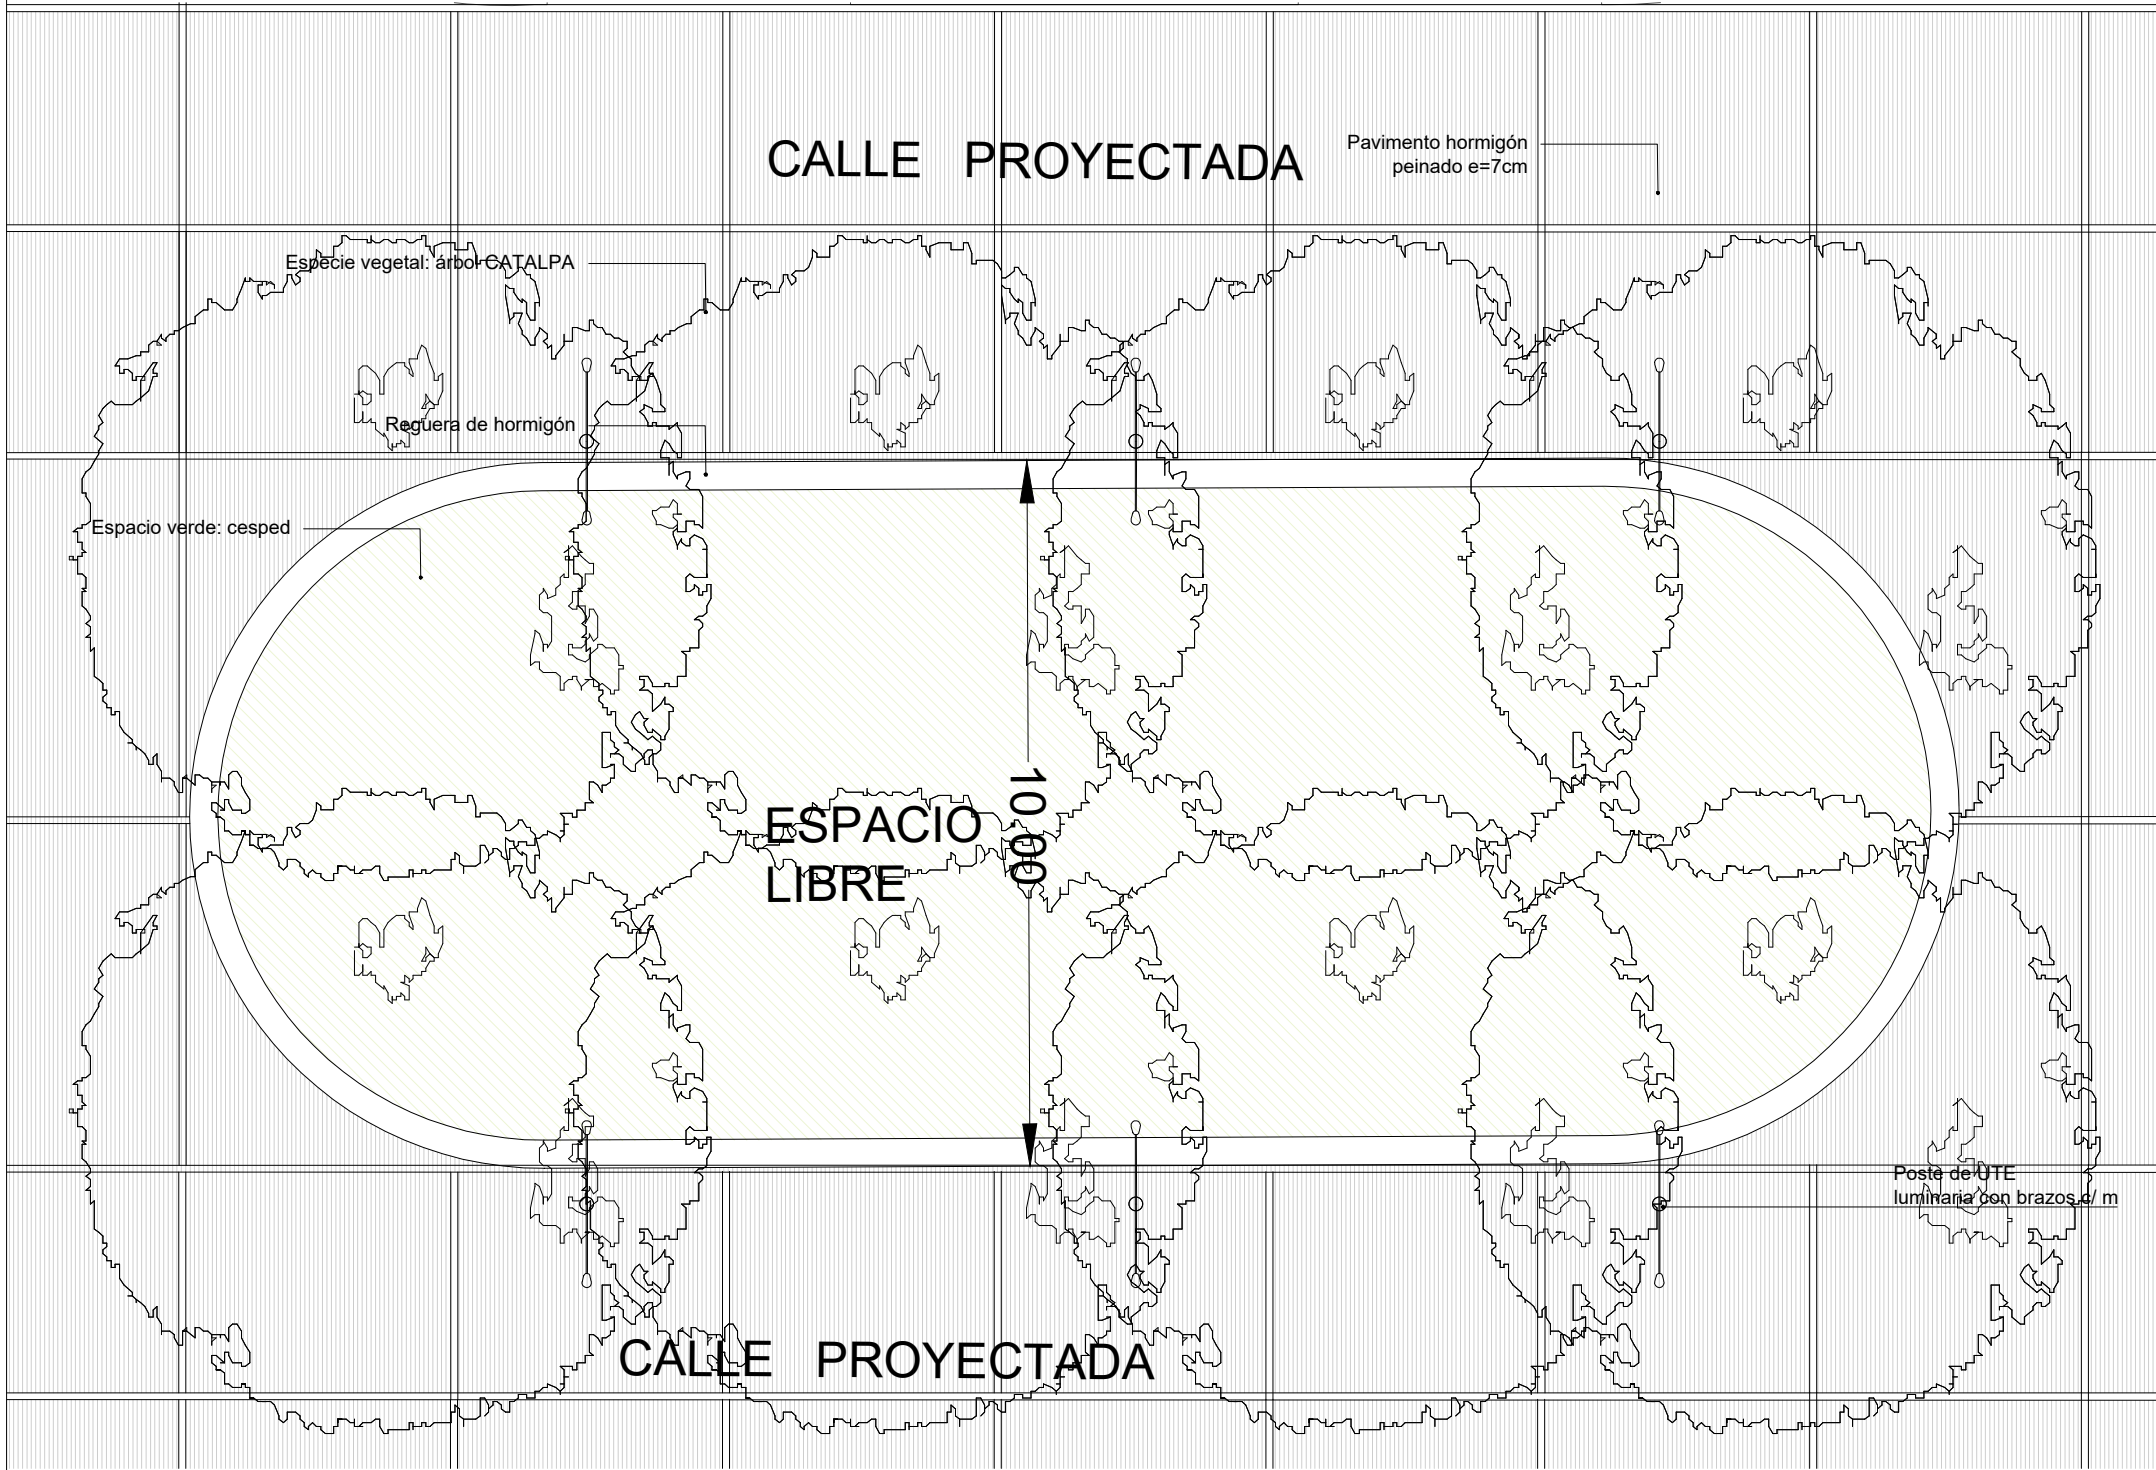 CALLE PROYECTADA
Pavimento hormigón
peinado e=7cm
Especie vegetal: árbol CATALPA
Reguera de hormigón
Espacio verde: cesped
ESPACIO
LIBRE
10.00
Poste de UTE
luminaria con brazos c/ m
CALLE PROYECTADA